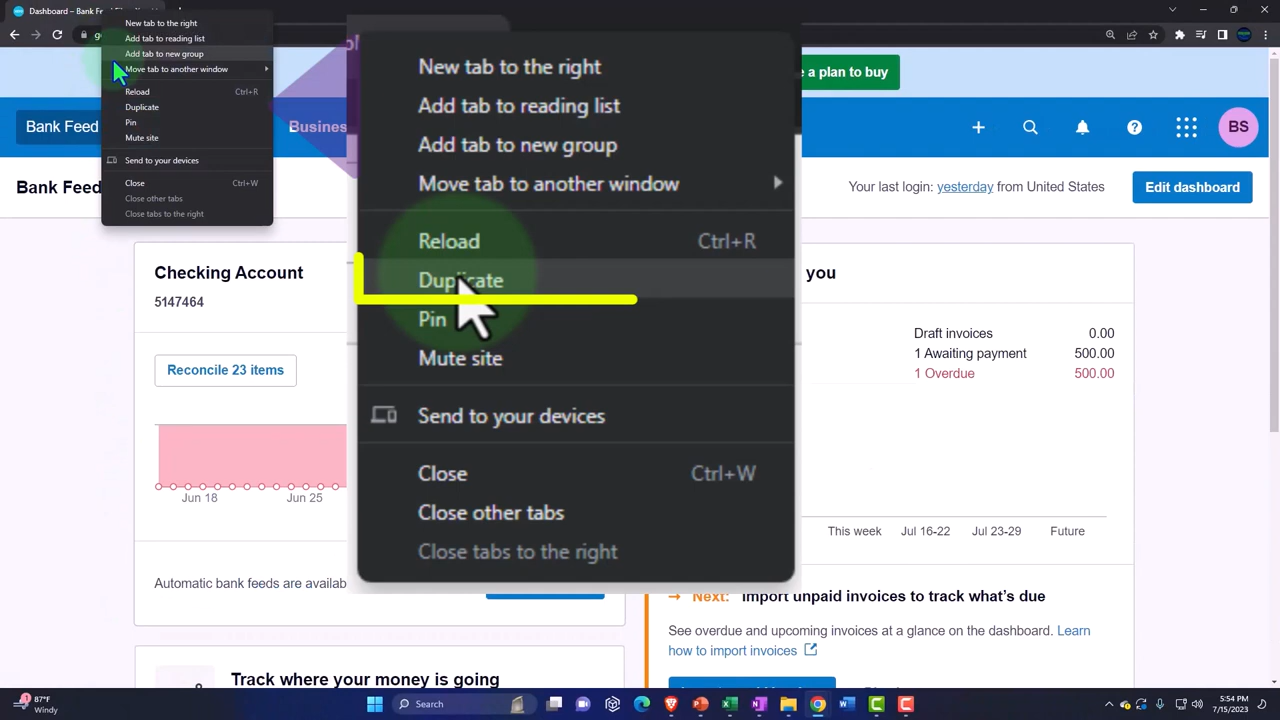 Dashboard – Bank Feed
New tab to the right
Add tab to reading list
Add tab to new group
Move tab to another window
Reload Ctrl+R
Duplicate
Pin
Mute site
Send to your devices
Close Ctrl+W
Close other tabs
Close tabs to the right
New tab to the right
Add tab to reading list
Add tab to new group
Move tab to another window
Reload Ctrl+R
Duplicate
Pin
Mute site
Send to your devices
Close Ctrl+W
Close other tabs
Close tabs to the right
e a plan to buy
Bank Feed
Business
BS
Bank Feed
Your last login: yesterday from United States
Edit dashboard
Checking Account
5147464
Reconcile 23 items
Jun 18
Jun 25
Automatic bank feeds are availab
Track where your money is going
you
Draft invoices 0.00
1 Awaiting payment 500.00
1 Overdue 500.00
This week
Jul 16-22
Jul 23-29
Future
→ Next: Import unpaid invoices to track what's due
See overdue and upcoming invoices at a glance on the dashboard. Learn
how to import invoices
1
87°F
Windy
Search
5:54 PM
7/15/2023